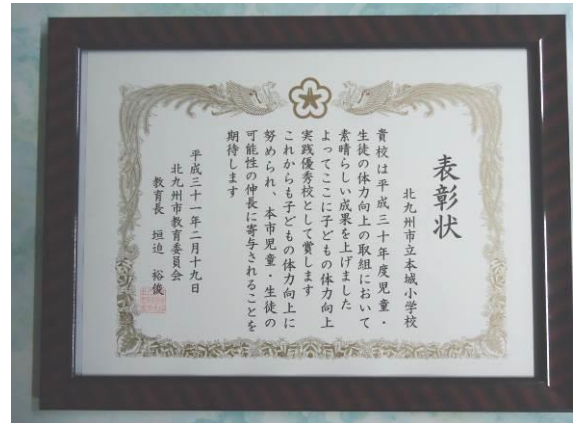 表彰状
北九州市立本城小学校
貴校は平成三十年度児童・
生徒の体力向上の取組において
素晴らしい成果を上げました
よってここに子どもの体力向上
実践優秀校として賞します
これからも子どもの体力向上に
努められ、本市児童・生徒の
可能性の伸長に寄与されることを
期待します
平成三十一年二月十九日
北九州市教育委員会
教育長 垣迫 裕俊